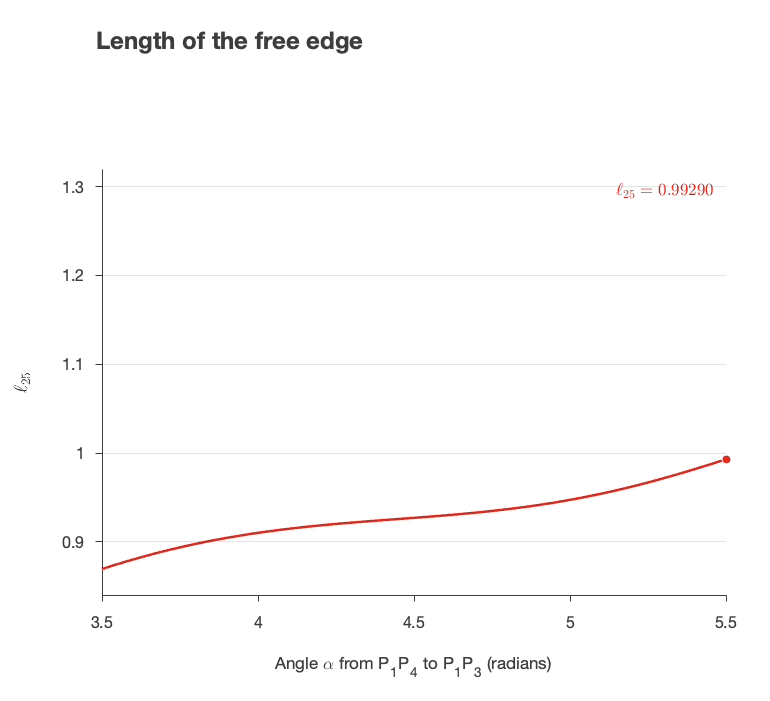 Length of the free edge
ℓ₂₅ = 0.99290
1.3
1.2
1.1
1
0.9
ℓ₂₅
3.5 4 4.5 5 5.5
Angle α from P₁P₄ to P₁P₃ (radians)